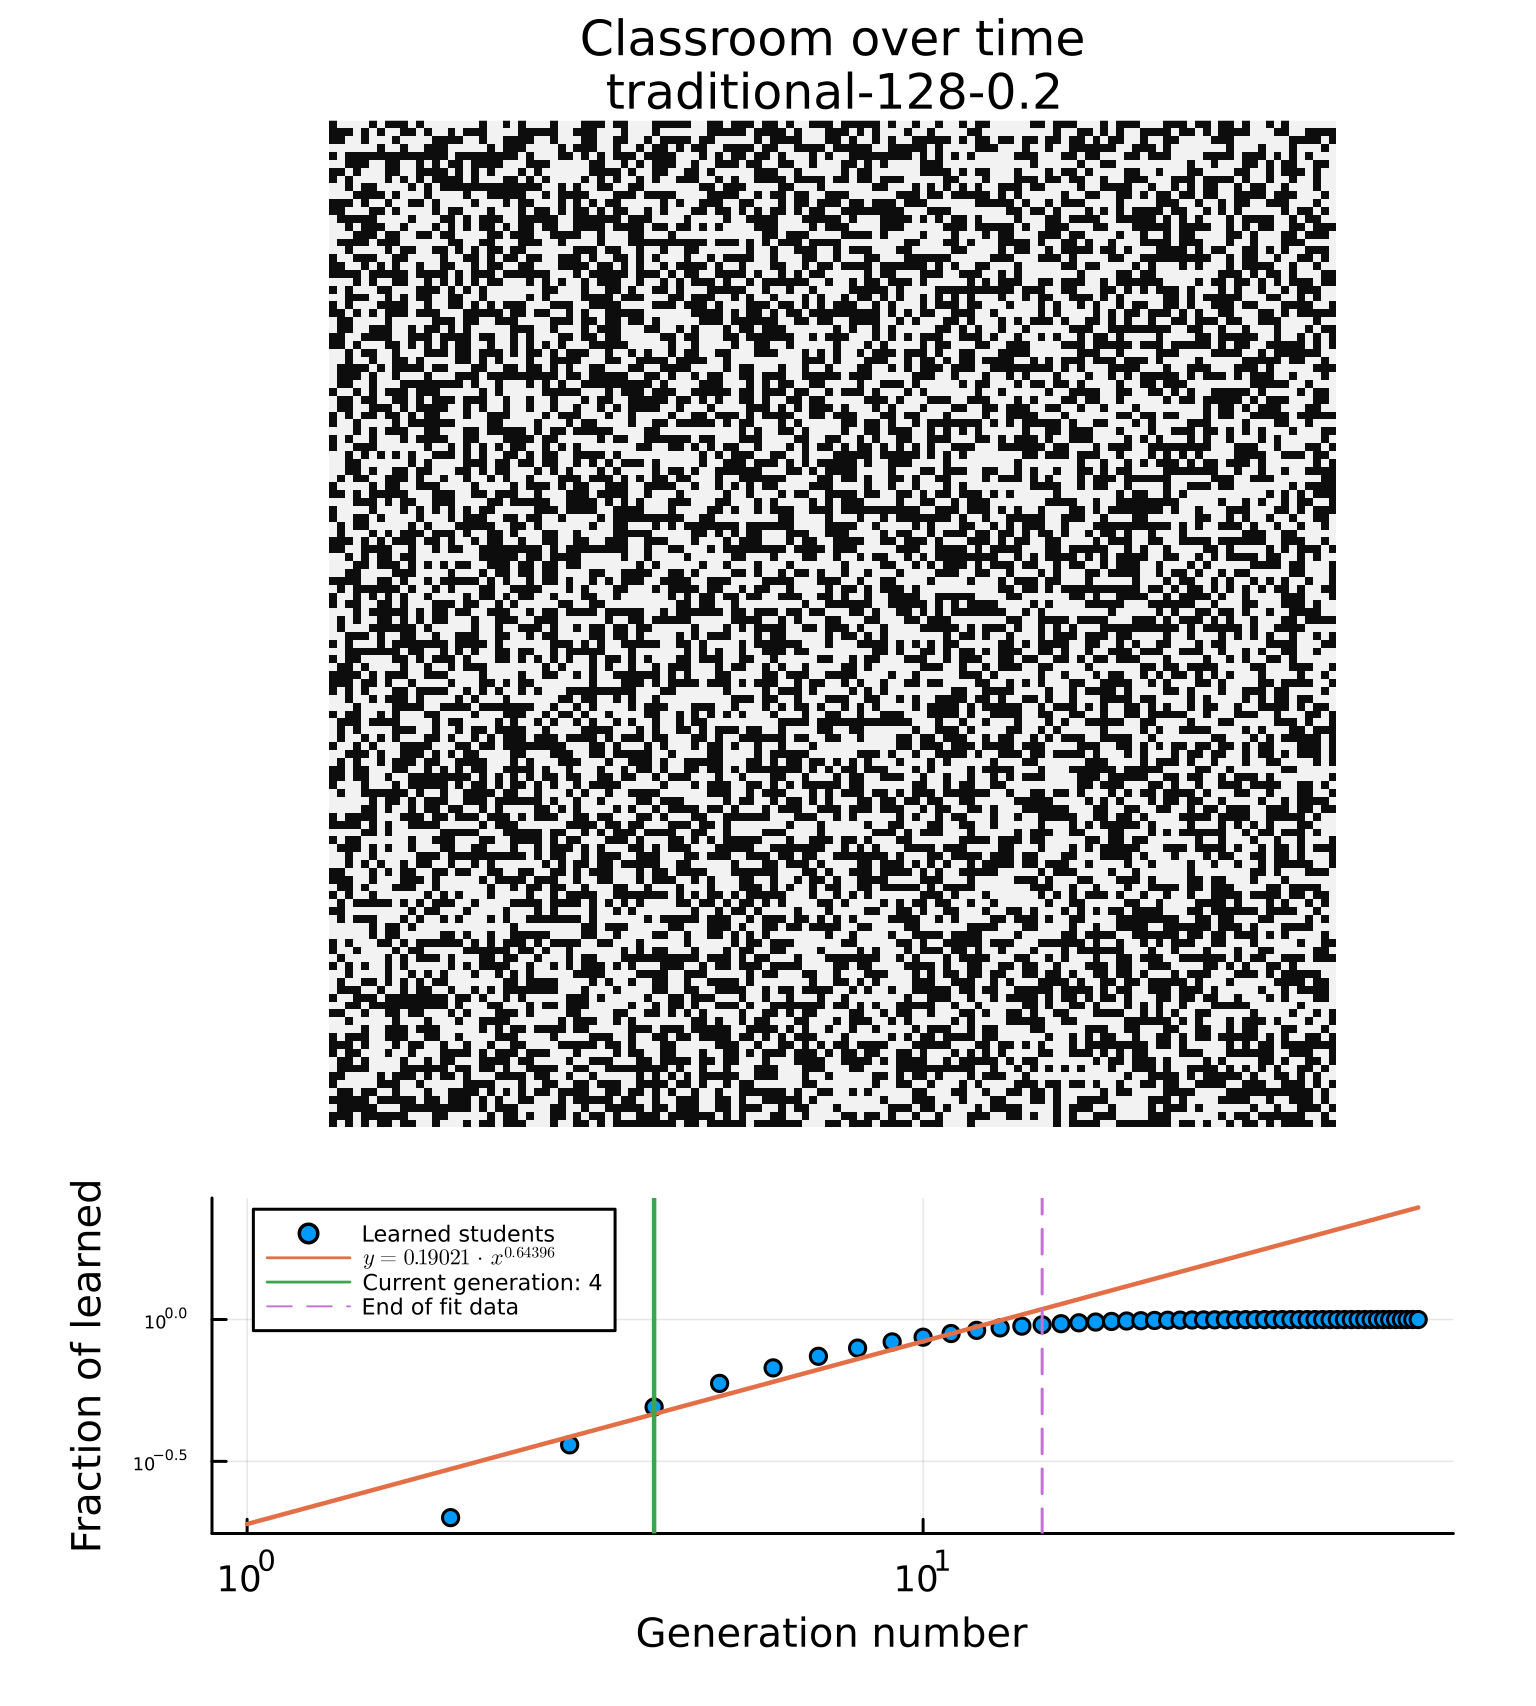 Classroom over time
traditional-128-0.2
Fraction of learned
Learned students
y = 0.19021 · x^0.64396
Current generation: 4
End of fit data
10^0.0
10^−0.5
10^0
10^1
Generation number